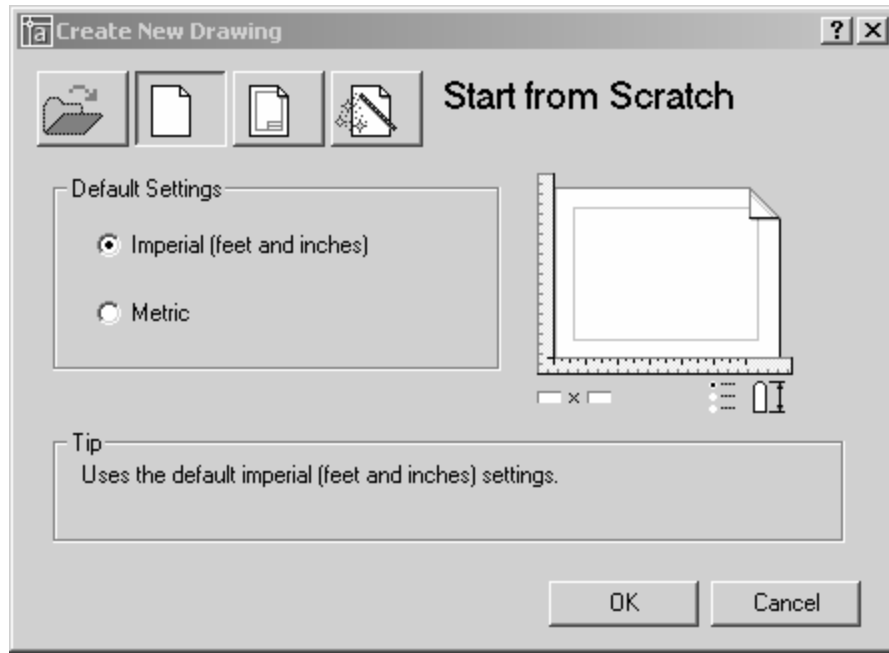 Create New Drawing
Start from Scratch
Default Settings
Imperial (feet and inches)
Metric
Tip
Uses the default imperial (feet and inches) settings.
OK
Cancel